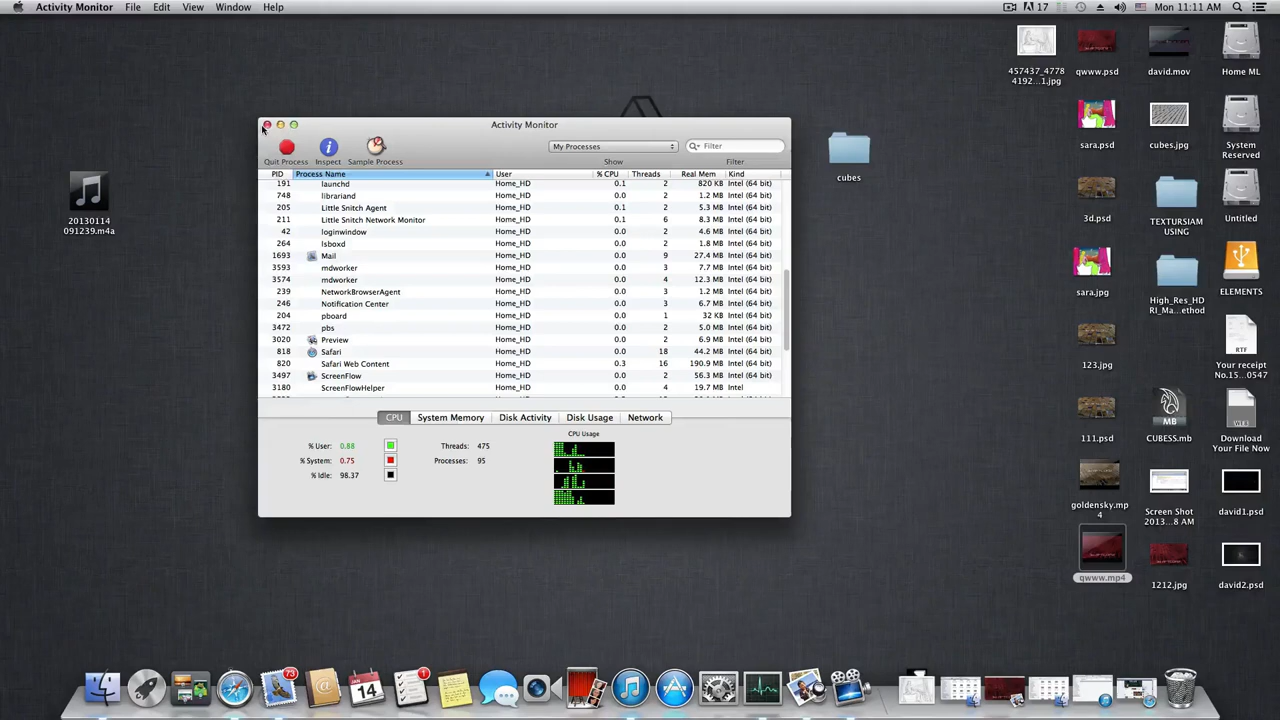 Activity Monitor File Edit View Window Help
17 Mon 11:11 AM
Activity Monitor
Quit Process Inspect Sample Process
My Processes
Filter
Show
Filter
PID Process Name User % CPU Threads Real Mem Kind
191 launchd Home_HD 0.1 2 820 KB Intel (64 bit)
748 librariand Home_HD 0.0 2 1.2 MB Intel (64 bit)
205 Little Snitch Agent Home_HD 0.1 3 5.3 MB Intel (64 bit)
211 Little Snitch Network Monitor Home_HD 0.1 6 8.3 MB Intel (64 bit)
42 loginwindow Home_HD 0.0 2 4.6 MB Intel (64 bit)
264 lsboxd Home_HD 0.0 2 1.8 MB Intel (64 bit)
1693 Mail Home_HD 0.0 9 27.4 MB Intel (64 bit)
3593 mdworker Home_HD 0.0 3 7.7 MB Intel (64 bit)
3574 mdworker Home_HD 0.0 4 12.3 MB Intel (64 bit)
239 NetworkBrowserAgent Home_HD 0.0 3 1.2 MB Intel (64 bit)
246 Notification Center Home_HD 0.0 3 6.7 MB Intel (64 bit)
204 pboard Home_HD 0.0 1 32 KB Intel (64 bit)
3472 pbs Home_HD 0.0 2 5.0 MB Intel (64 bit)
3020 Preview Home_HD 0.0 2 6.9 MB Intel (64 bit)
818 Safari Home_HD 0.0 18 44.2 MB Intel (64 bit)
820 Safari Web Content Home_HD 0.3 16 190.9 MB Intel (64 bit)
3497 ScreenFlow Home_HD 0.0 2 56.3 MB Intel (64 bit)
3180 ScreenFlowHelper Home_HD 0.0 4 19.7 MB Intel
CPU System Memory Disk Activity Disk Usage Network
CPU Usage
% User: 0.88 Threads: 475
% System: 0.75 Processes: 95
% Idle: 98.37
20130114
091239.m4a
cubes
457437_4778
4192...1.jpg
qwww.psd
david.mov
Home ML
sara.psd
cubes.jpg
System
Reserved
3d.psd
TEXTURSIAM
USING
Untitled
sara.jpg
High_Res_HD
RI_Ma...ethod
ELEMENTS
123.jpg
RTF
Your receipt
No.15...0547
111.psd
MB
CUBESS.mb
Download
Your File Now
goldensky.mp
4
Screen Shot
2013...8 AM
david1.psd
qwww.mp4
1212.jpg
david2.psd
73
JAN
14
1